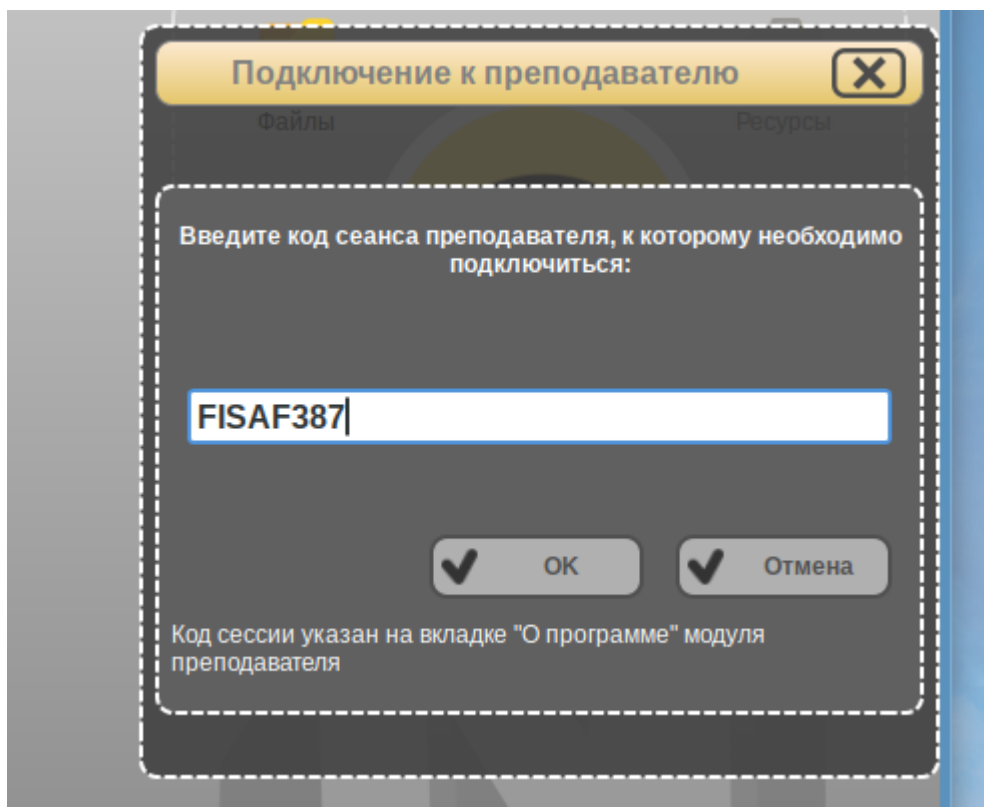 Подключение к преподавателю
Файлы
Ресурсы
Введите код сеанса преподавателя, к которому необходимо
подключиться:
FISAF387
OK
Отмена
Код сессии указан на вкладке "О программе" модуля
преподавателя